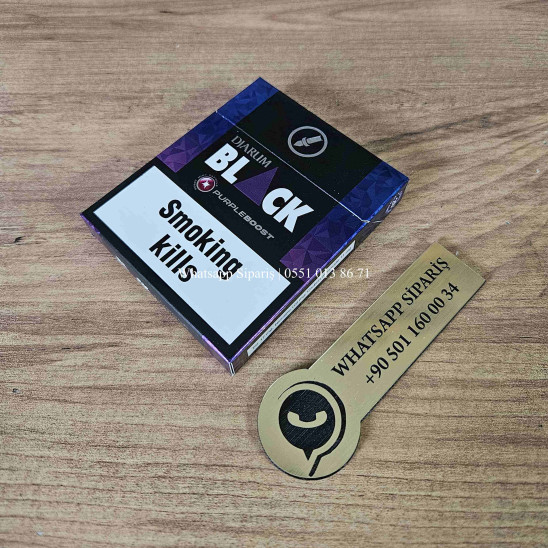 DJARUM
BLACK
PURPLEBOOST
Smoking
kills
Whatsapp Sipariş | 0551 013 86 71
WHATSAPP SİPARİŞ
+90 501 160 00 34